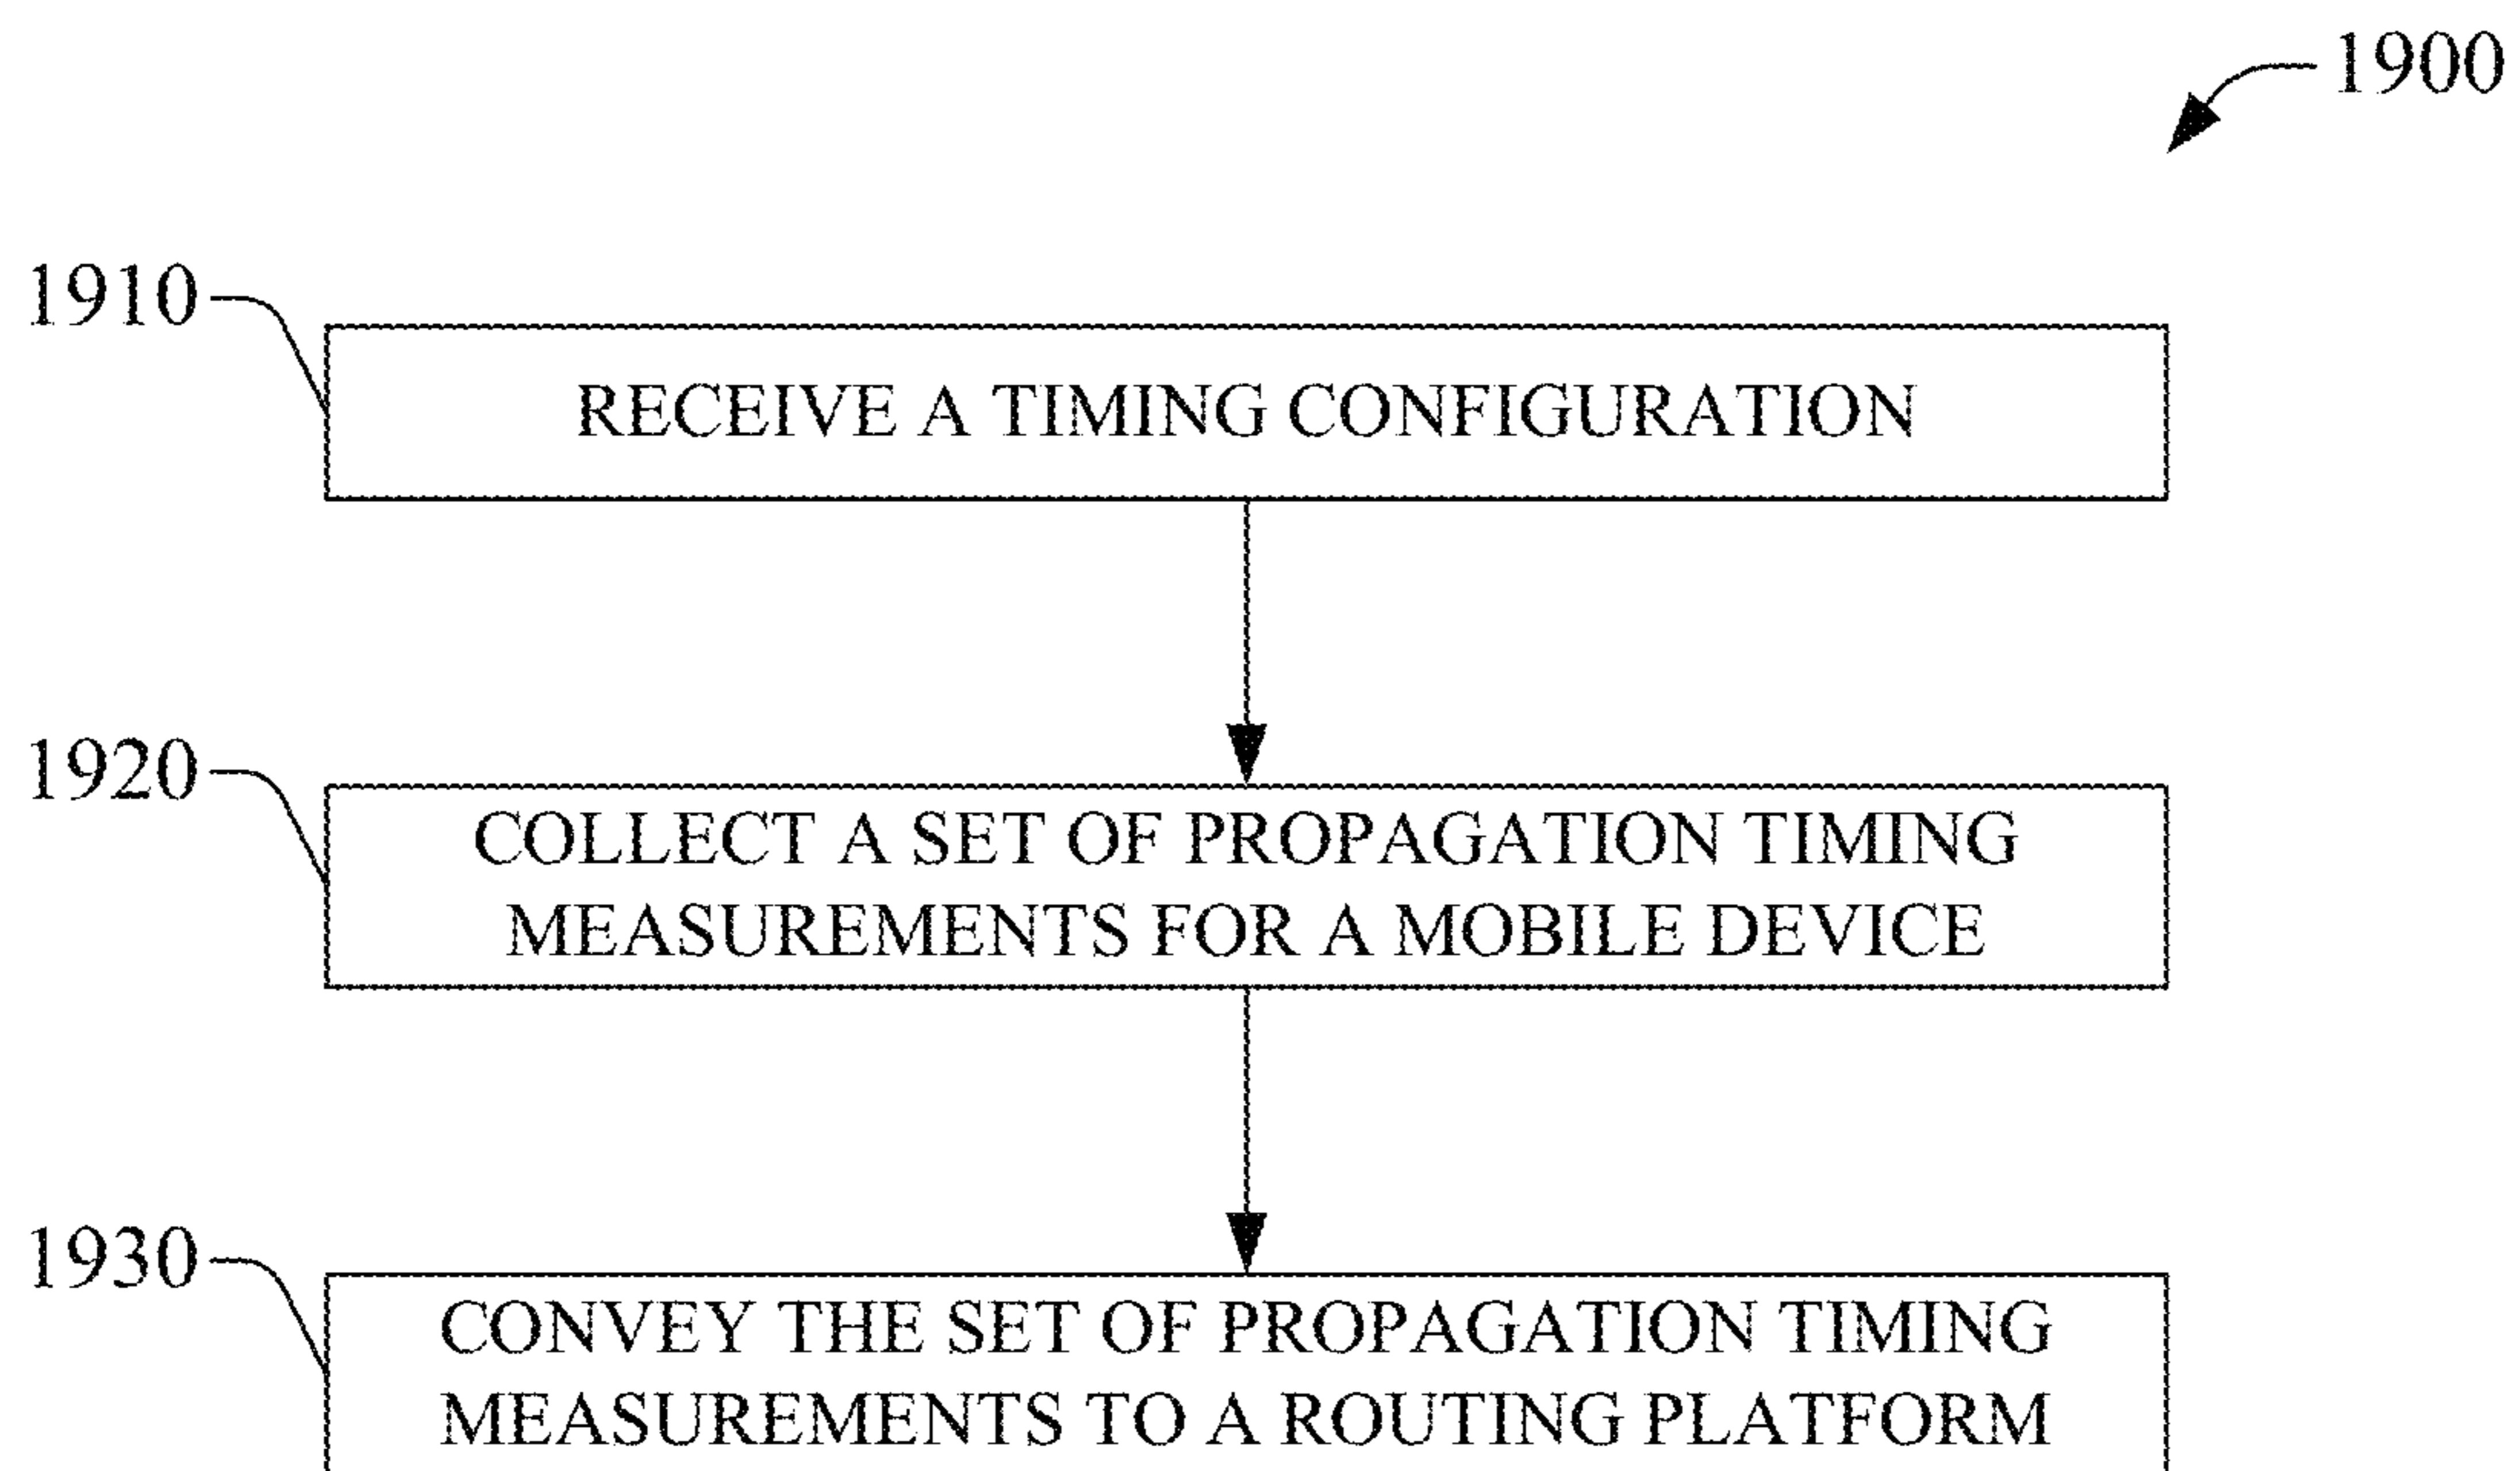 1900
1910
RECEIVE A TIMING CONFIGURATION
1920
COLLECT A SET OF PROPAGATION TIMING
MEASUREMENTS FOR A MOBILE DEVICE
1930
CONVEY THE SET OF PROPAGATION TIMING
MEASUREMENTS TO A ROUTING PLATFORM